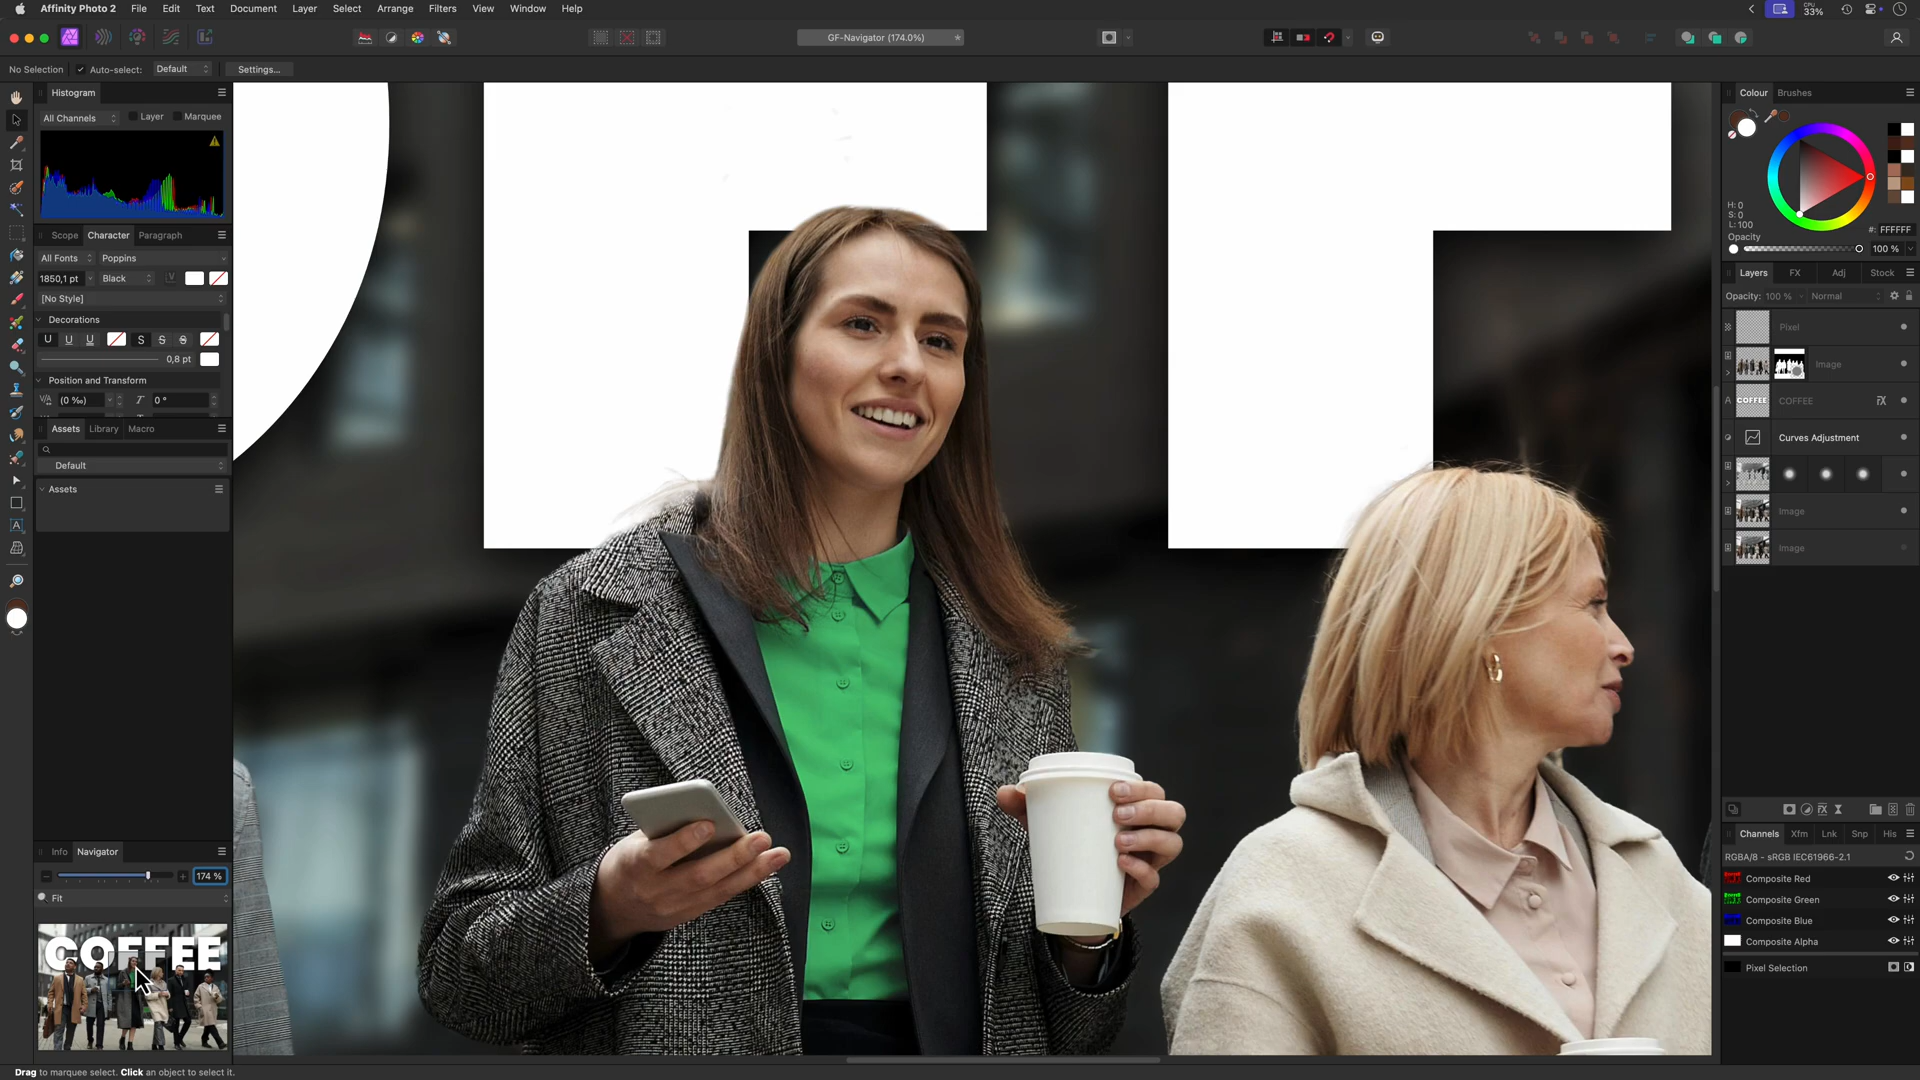 Affinity Photo 2 File Edit Text Document Layer Select Arrange Filters View Window Help CPU 33%
GF-Navigator (174.0%)
No Selection Auto-select: Default Settings...
Histogram
All Channels Layer Marquee
Scope Character Paragraph
All Fonts Poppins
1850,1 pt Black
[No Style]
Decorations
U U U S S S
0,8 pt
Position and Transform
(0 ‰) 0 °
Assets Library Macro
Default
Assets
Info Navigator
174 %
Fit
COFFEE
Drag to marquee select. Click an object to select it.
Colour Brushes
H: 0
S: 0
L: 100
#: FFFFFF
Opacity
100 %
Layers FX Adj Stock
Opacity: 100 % Normal
Pixel
Image
COFFEE COFFEE
Curves Adjustment
Image
Image
Channels Xfm Lnk Snp His
RGBA/8 - sRGB IEC61966-2.1
Composite Red
Composite Green
Composite Blue
Composite Alpha
Pixel Selection